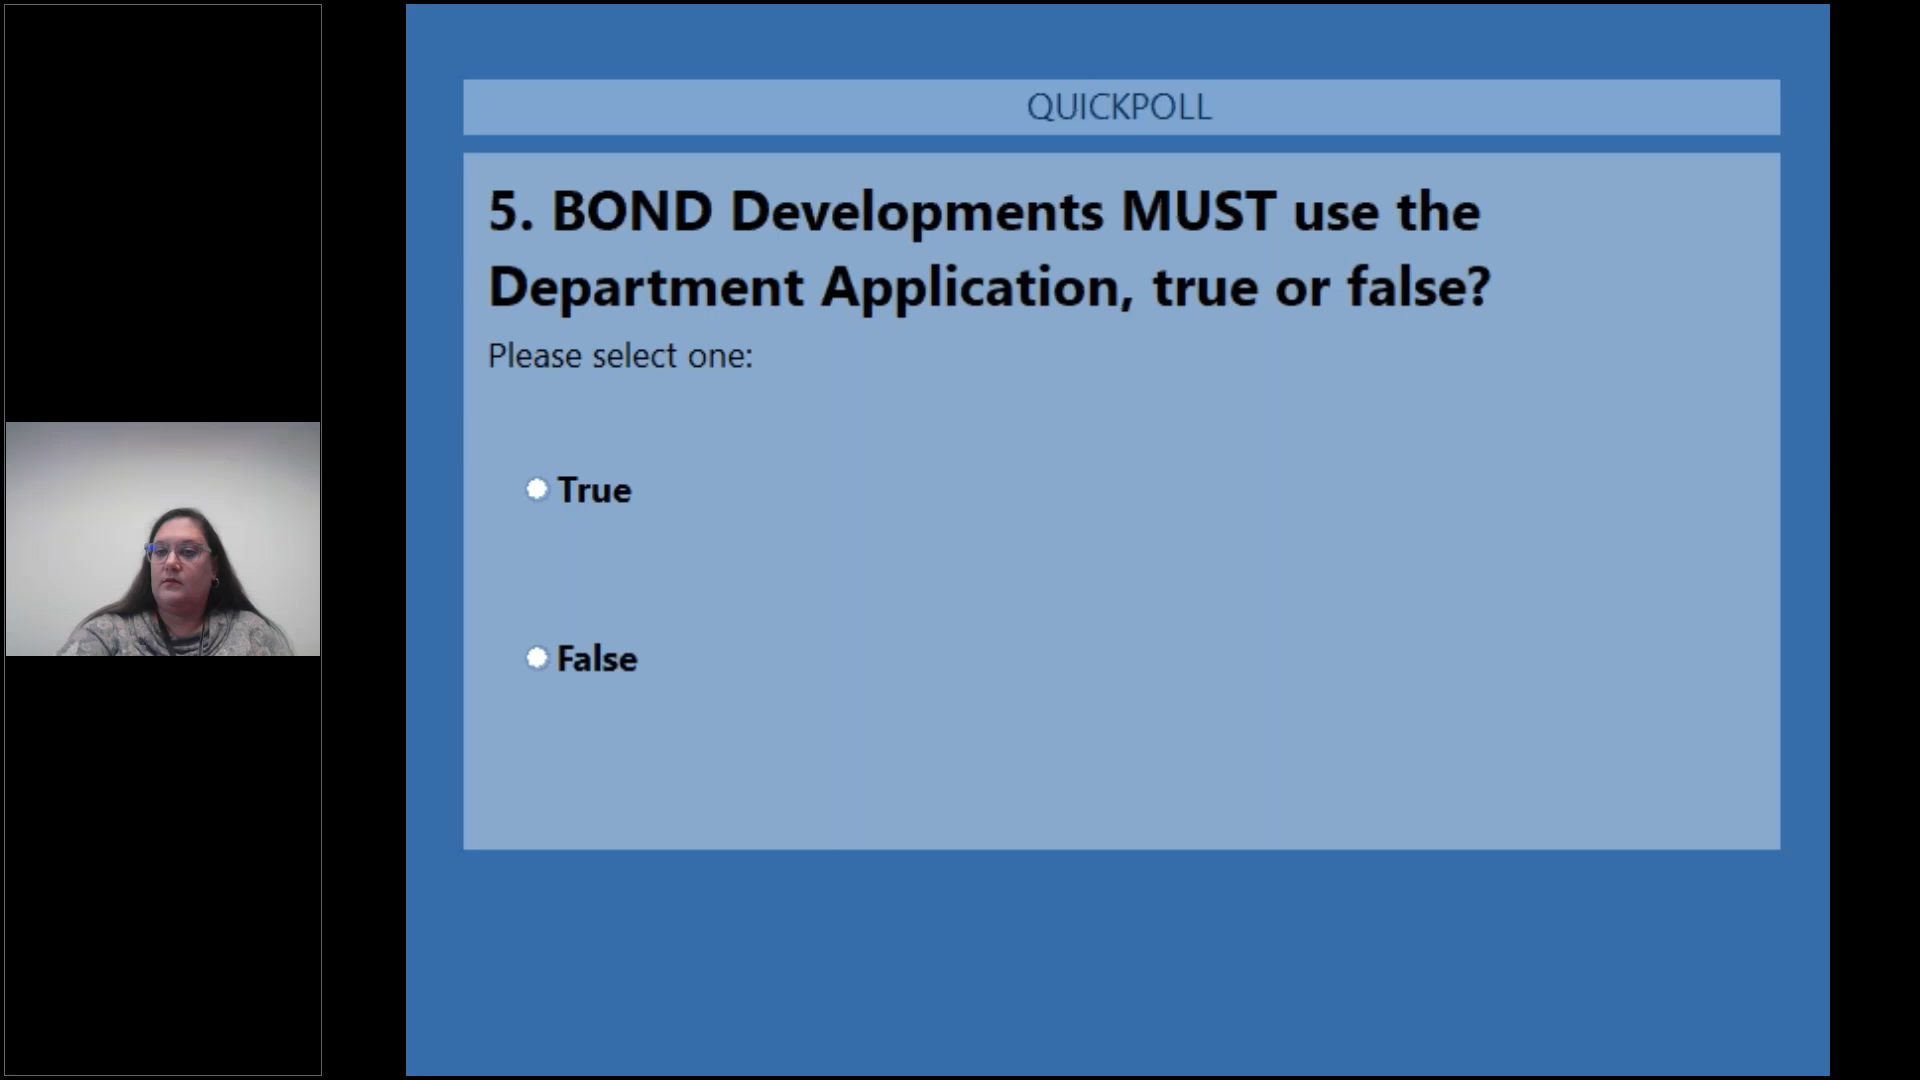 QUICKPOLL
5. BOND Developments MUST use the
Department Application, true or false?
Please select one:
True
False